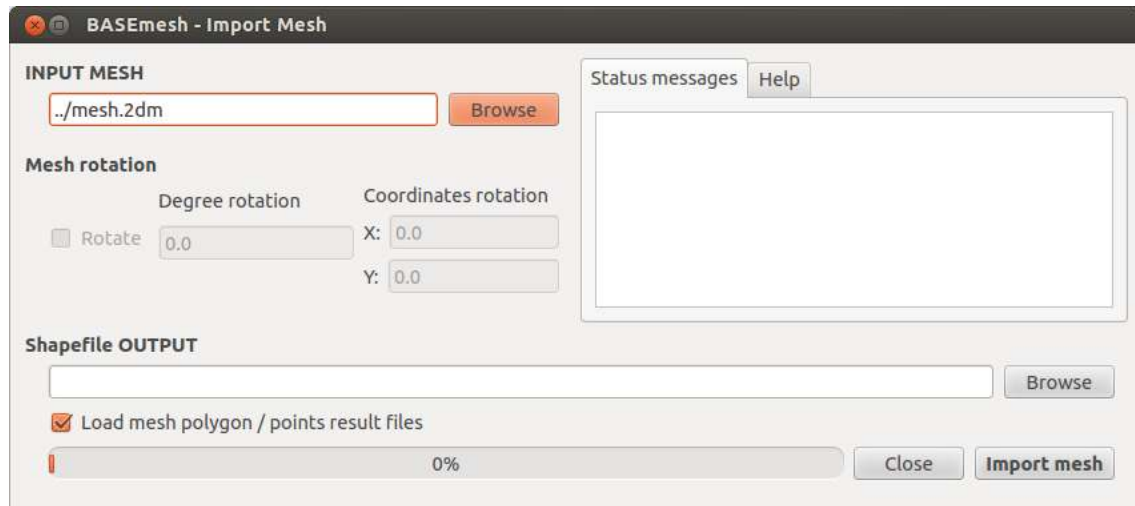 BASEmesh - Import Mesh
INPUT MESH
../mesh.2dm
Browse
Mesh rotation
Degree rotation
Coordinates rotation
Rotate
0.0
X: 0.0
Y: 0.0
Status messages
Help
Shapefile OUTPUT
Browse
Load mesh polygon / points result files
0%
Close
Import mesh